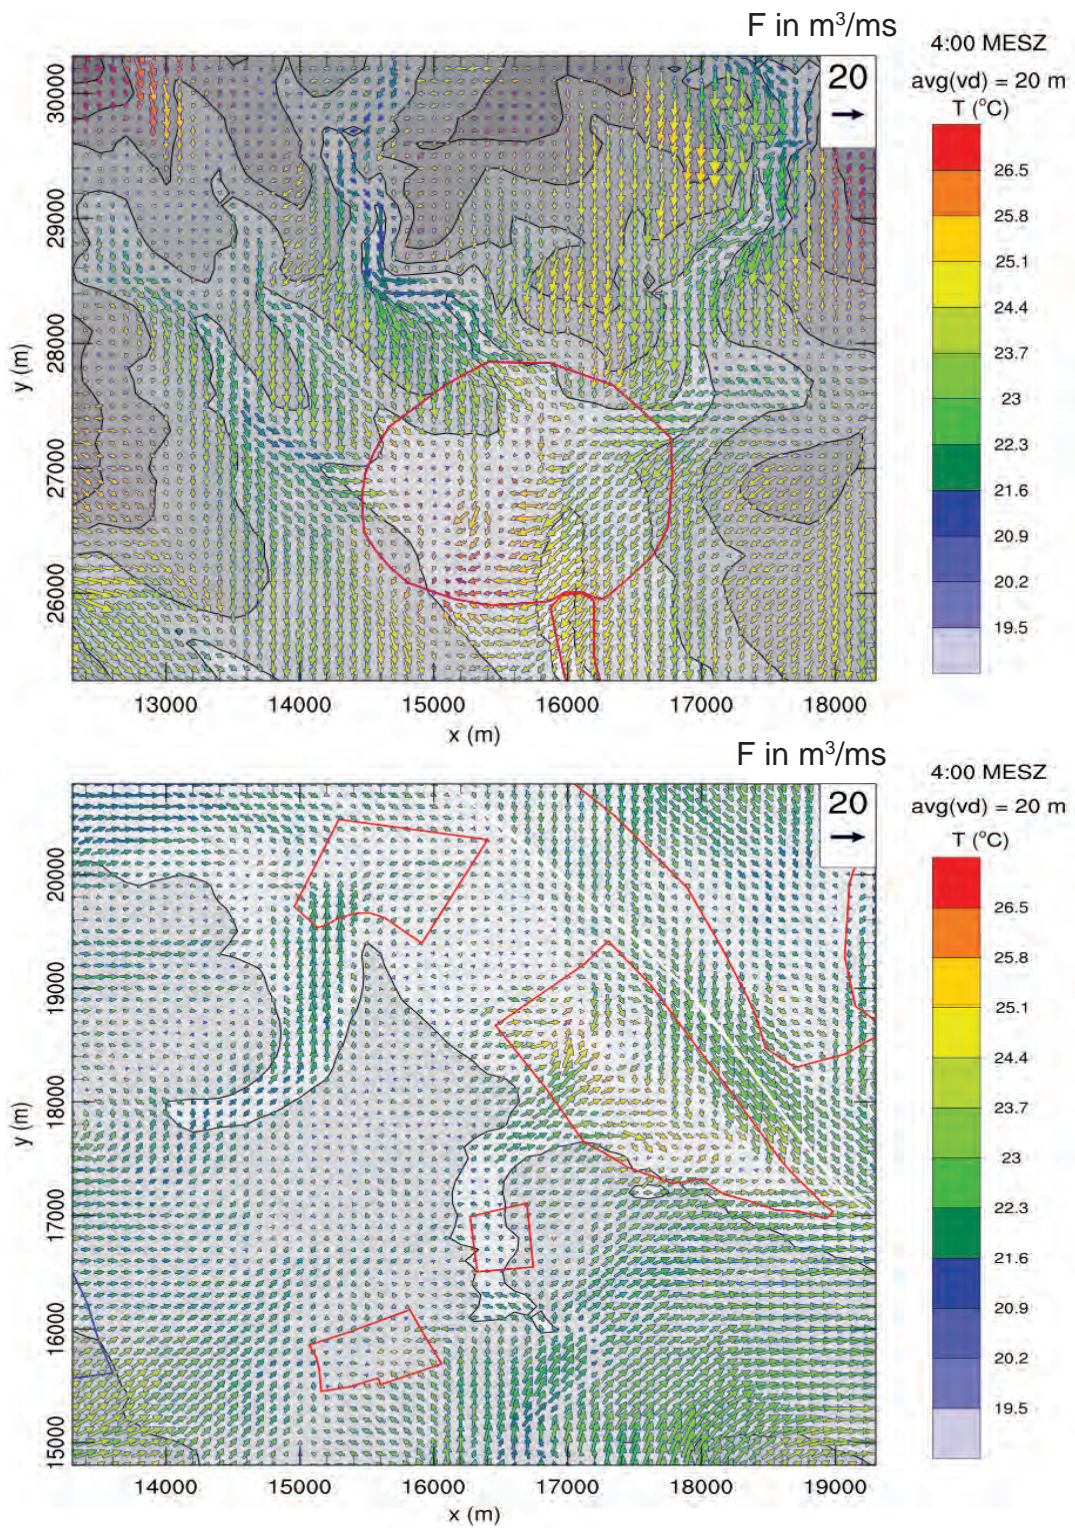 F in m³/ms
4:00 MESZ
avg(vd) = 20 m
T (°C)
20
26.5
25.8
25.1
24.4
23.7
23
22.3
21.6
20.9
20.2
19.5
30000
29000
28000
27000
26000
y (m)
13000 14000 15000 16000 17000 18000
x (m)
F in m³/ms
4:00 MESZ
avg(vd) = 20 m
T (°C)
20
26.5
25.8
25.1
24.4
23.7
23
22.3
21.6
20.9
20.2
19.5
20000
19000
18000
17000
16000
15000
y (m)
14000 15000 16000 17000 18000 19000
x (m)